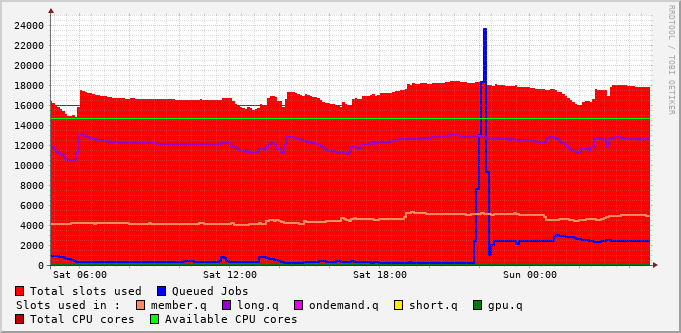 RRDTOOL / TOBI OETIKER
24000
22000
20000
18000
16000
14000
12000
10000
8000
6000
4000
2000
0
Sat 06:00 Sat 12:00 Sat 18:00 Sun 00:00
Total slots used Queued Jobs
Slots used in : member.q long.q ondemand.q short.q gpu.q
Total CPU cores Available CPU cores